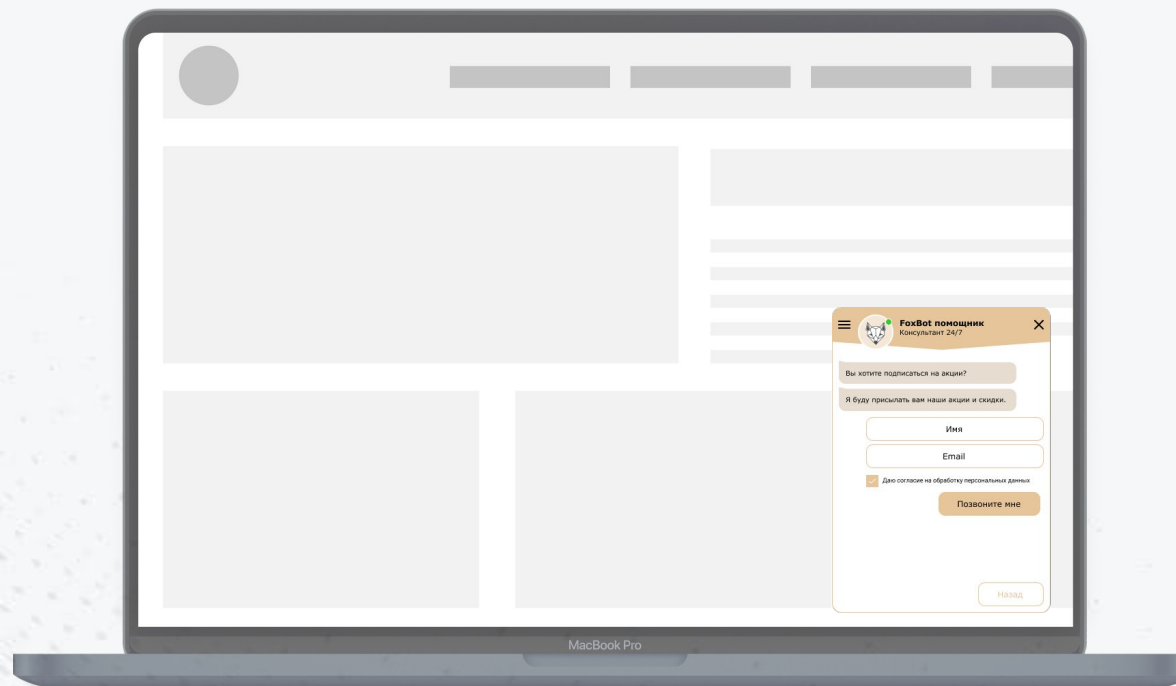 FoxBot помощник
Консультант 24/7
Вы хотите подписаться на акции?
Я буду присылать вам наши акции и скидки.
Имя
Email
Даю согласие на обработку персональных данных
Позвоните мне
Назад
MacBook Pro